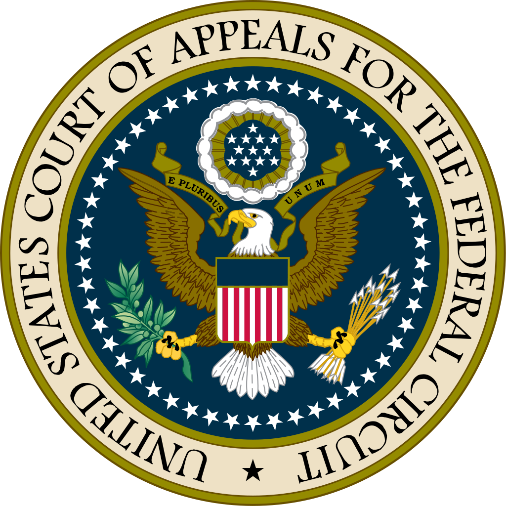 UNITED STATES COURT OF APPEALS FOR THE FEDERAL CIRCUIT
E PLURIBUS UNUM